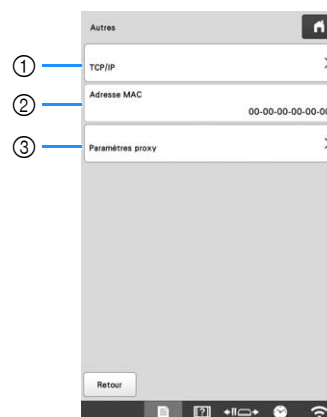 Autres
① TCP/IP
② Adresse MAC
00-00-00-00-00-00
③ Paramètres proxy
Retour